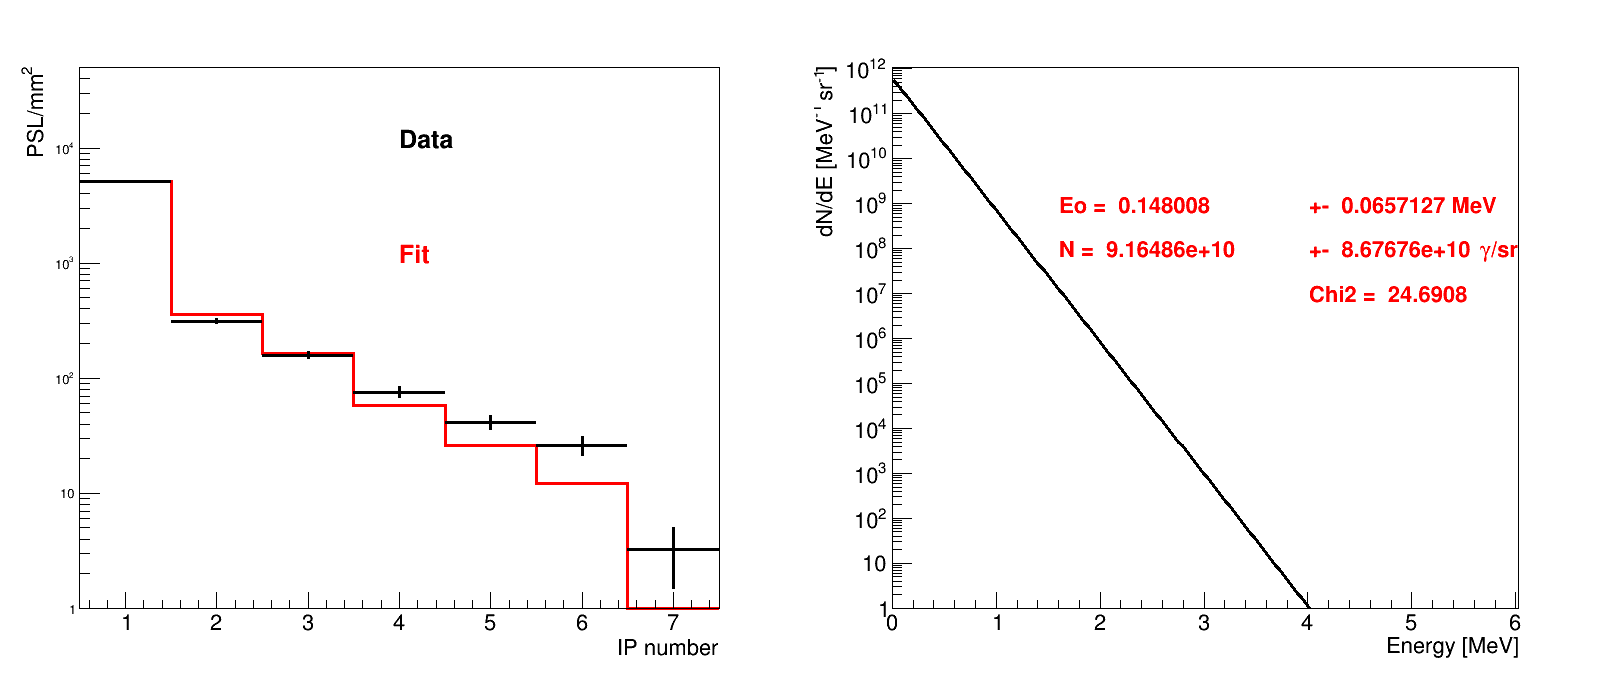 PSL/mm²
10⁴
10³
10²
10
1
Data
Fit
1 2 3 4 5 6 7
IP number
dN/dE [MeV⁻¹ sr⁻¹]
10¹²
10¹¹
10¹⁰
10⁹
10⁸
10⁷
10⁶
10⁵
10⁴
10³
10²
10
1
Eo = 0.148008 +- 0.0657127 MeV
N = 9.16486e+10 +- 8.67676e+10 γ/sr
Chi2 = 24.6908
0 1 2 3 4 5 6
Energy [MeV]